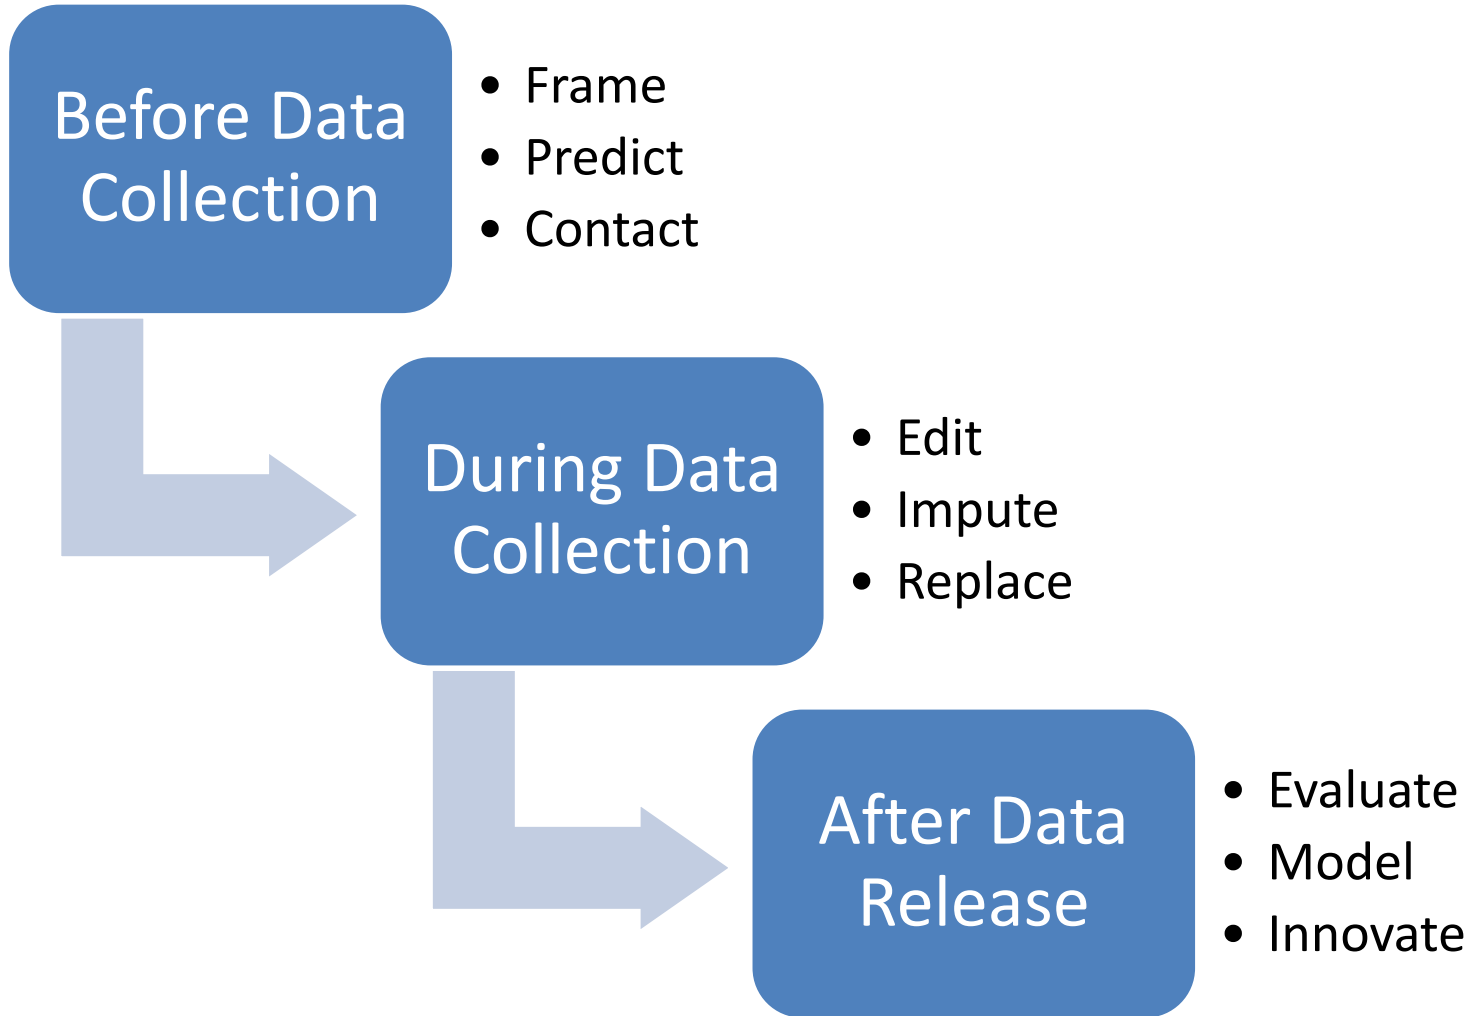 Before Data
Collection
• Frame
• Predict
• Contact
During Data
Collection
• Edit
• Impute
• Replace
After Data
Release
• Evaluate
• Model
• Innovate